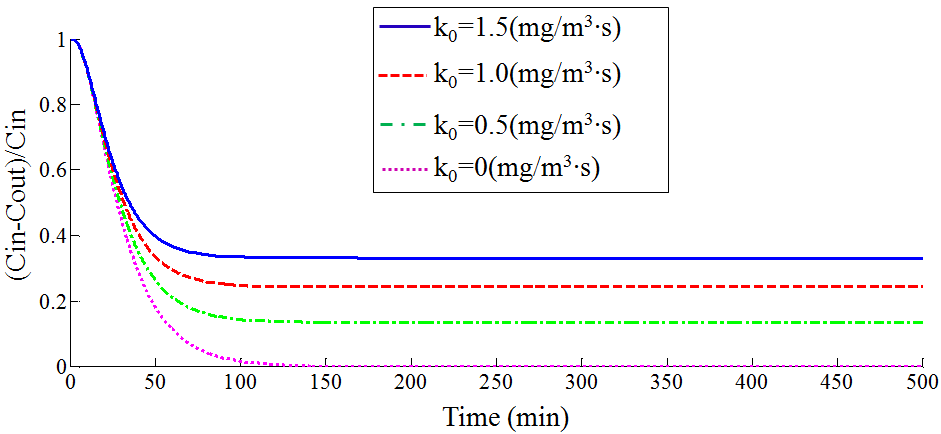 k₀=1.5(mg/m³·s)
k₀=1.0(mg/m³·s)
k₀=0.5(mg/m³·s)
k₀=0(mg/m³·s)
(Cin-Cout)/Cin
1
0.8
0.6
0.4
0.2
0
0 50 100 150 200 250 300 350 400 450 500
Time (min)